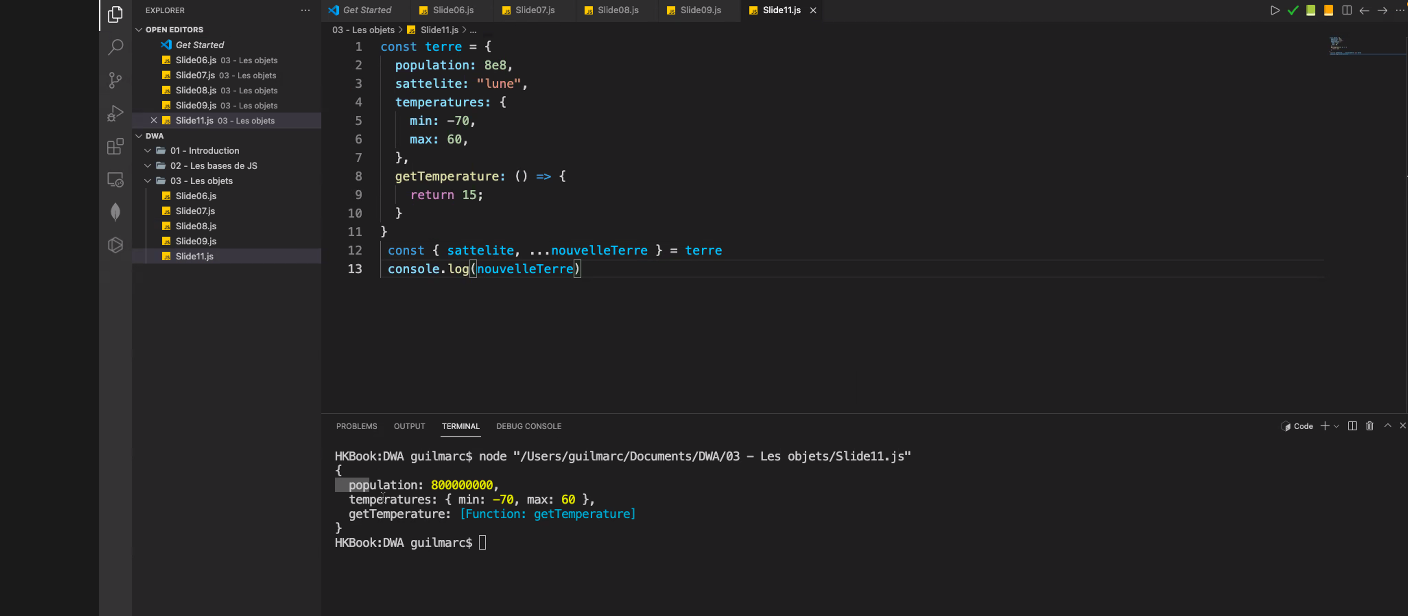 EXPLORER ...
Get Started Slide06.js Slide07.js Slide08.js Slide09.js Slide11.js
OPEN EDITORS
Get Started
Slide06.js 03 - Les objets
Slide07.js 03 - Les objets
Slide08.js 03 - Les objets
Slide09.js 03 - Les objets
Slide11.js 03 - Les objets
DWA
01 - Introduction
02 - Les bases de JS
03 - Les objets
Slide06.js
Slide07.js
Slide08.js
Slide09.js
Slide11.js
03 - Les objets > Slide11.js > ...
1 const terre = {
2 population: 8e8,
3 sattelite: "lune",
4 temperatures: {
5 min: -70,
6 max: 60,
7 },
8 getTemperature: () => {
9 return 15;
10 }
11 }
12 const { sattelite, ...nouvelleTerre } = terre
13 console.log(nouvelleTerre)
PROBLEMS OUTPUT TERMINAL DEBUG CONSOLE Code
HKBook:DWA guilmarc$ node "/Users/guilmarc/Documents/DWA/03 - Les objets/Slide11.js"
{
population: 800000000,
temperatures: { min: -70, max: 60 },
getTemperature: [Function: getTemperature]
}
HKBook:DWA guilmarc$